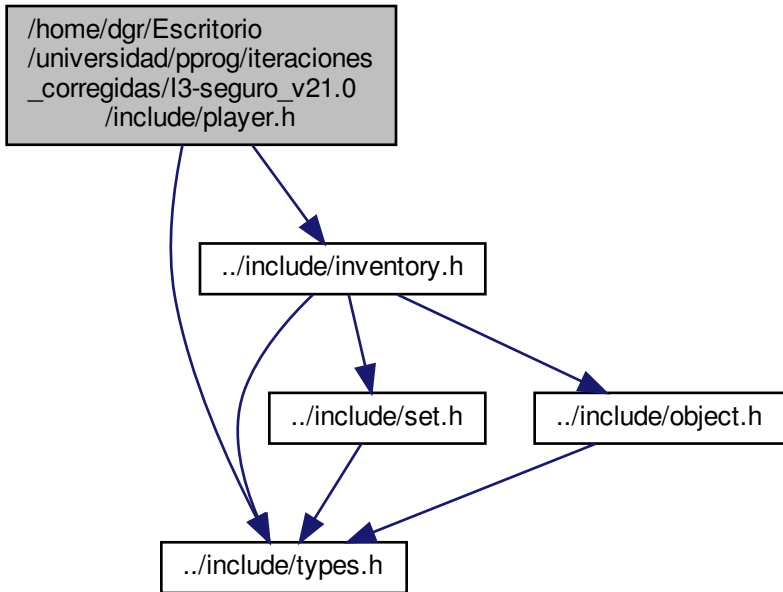 /home/dgr/Escritorio
/universidad/pprog/iteraciones
_corregidas/I3-seguro_v21.0
/include/player.h
../include/inventory.h
../include/set.h
../include/object.h
../include/types.h